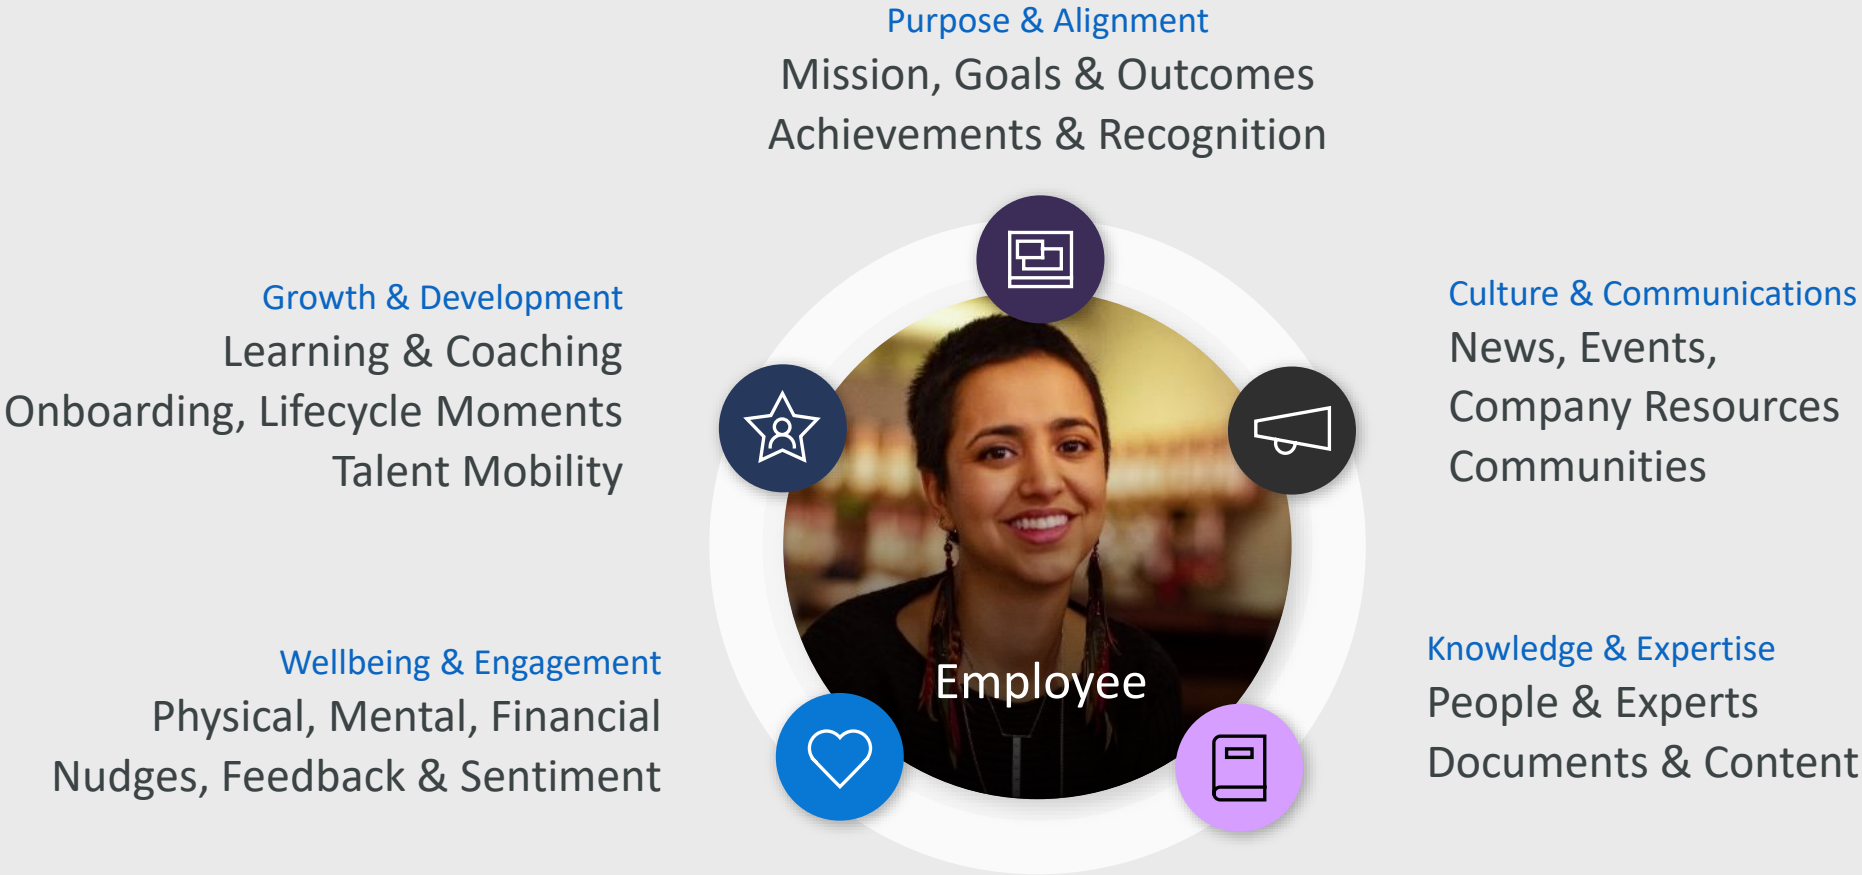 Purpose & Alignment
Mission, Goals & Outcomes
Achievements & Recognition
Growth & Development
Learning & Coaching
Onboarding, Lifecycle Moments
Talent Mobility
Culture & Communications
News, Events,
Company Resources
Communities
Wellbeing & Engagement
Physical, Mental, Financial
Nudges, Feedback & Sentiment
Employee
Knowledge & Expertise
People & Experts
Documents & Content